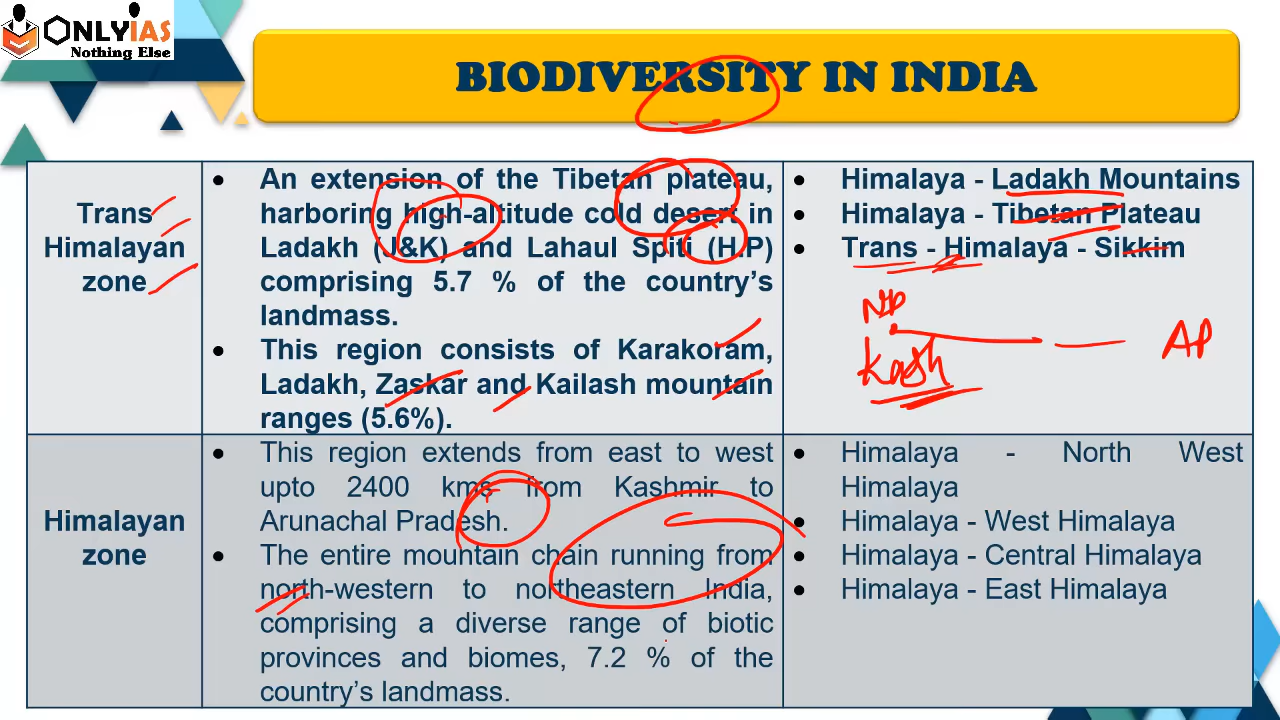 ONLYIAS
Nothing Else
BIODIVERSITY IN INDIA
Trans
Himalayan
zone
• An extension of the Tibetan plateau,
harboring high-altitude cold desert in
Ladakh (J&K) and Lahaul Spiti (H.P)
comprising 5.7 % of the country's
landmass.
• This region consists of Karakoram,
Ladakh, Zaskar and Kailash mountain
ranges (5.6%).
• Himalaya - Ladakh Mountains
• Himalaya - Tibetan Plateau
• Trans - Himalaya - Sikkim
Kash
AP
Himalayan
zone
• This region extends from east to west
upto 2400 kms from Kashmir to
Arunachal Pradesh.
• The entire mountain chain running from
north-western to northeastern India,
comprising a diverse range of biotic
provinces and biomes, 7.2 % of the
country's landmass.
• Himalaya - North West
Himalaya
• Himalaya - West Himalaya
• Himalaya - Central Himalaya
• Himalaya - East Himalaya